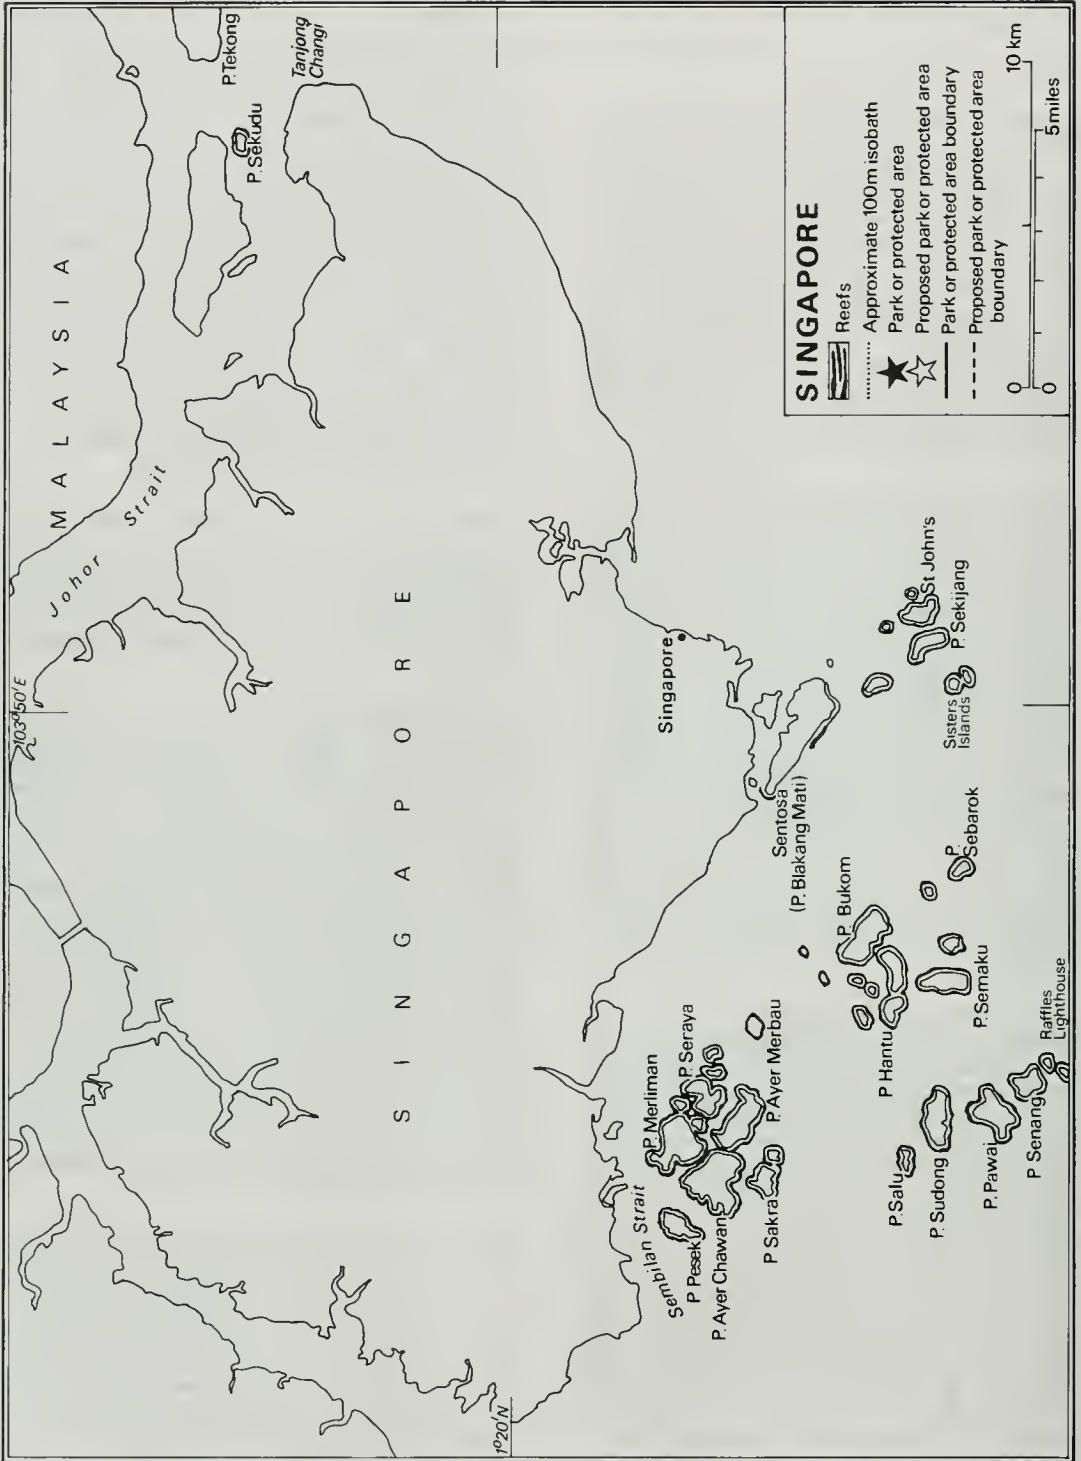 MALAYSIA
Johor Strait
103°50'E
P.Tekong
P.Sekudu
Tanjong
Changi
SINGAPORE
1°20'N
Singapore
Sentosa
(P. Blakang Mati)
Sembilan Strait
P. Merliman
P. Seraya
P Pesek
P. Ayer Chawan
P Sakra
P. Ayer Merbau
P. Bukom
P Hantu
P. Semaku
P.
Sebarok
Sisters
Islands
St John's
P. Sekijang
P.Salu
P. Sudong
P. Pawai
P Senang
Raffles
Lighthouse
SINGAPORE
Reefs
Approximate 100m isobath
Park or protected area
Proposed park or protected area
Park or protected area boundary
Proposed park or protected area
boundary
0 10 km
0 5 miles